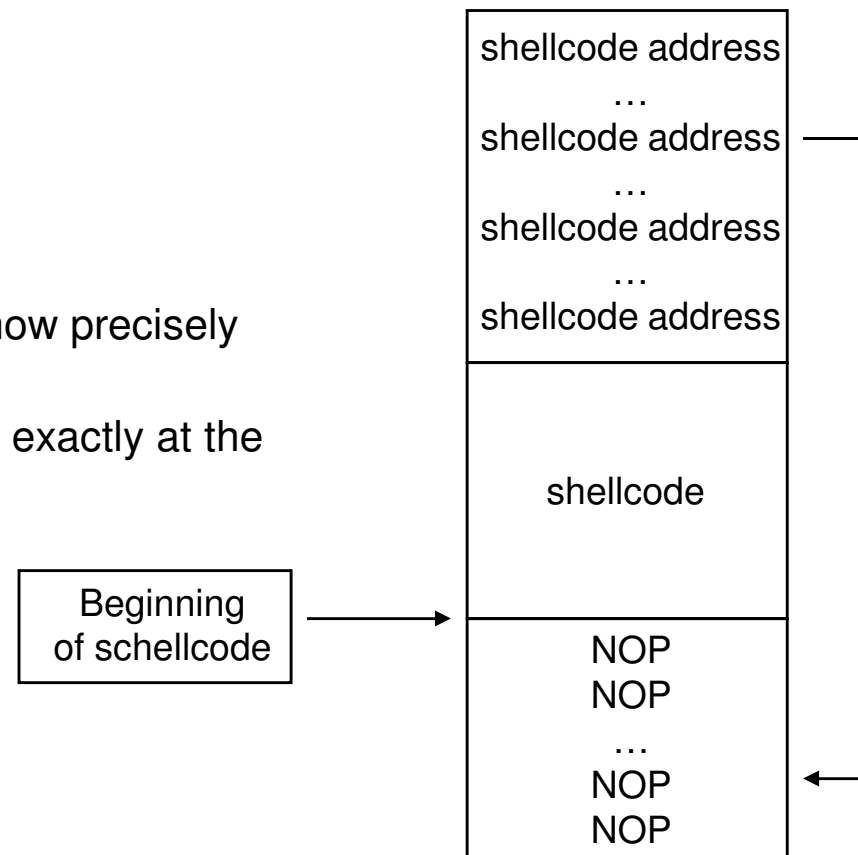 now precisely
exactly at the
Beginning
of schellcode
shellcode address
…
shellcode address
…
shellcode address
…
shellcode address
shellcode
NOP
NOP
…
NOP
NOP